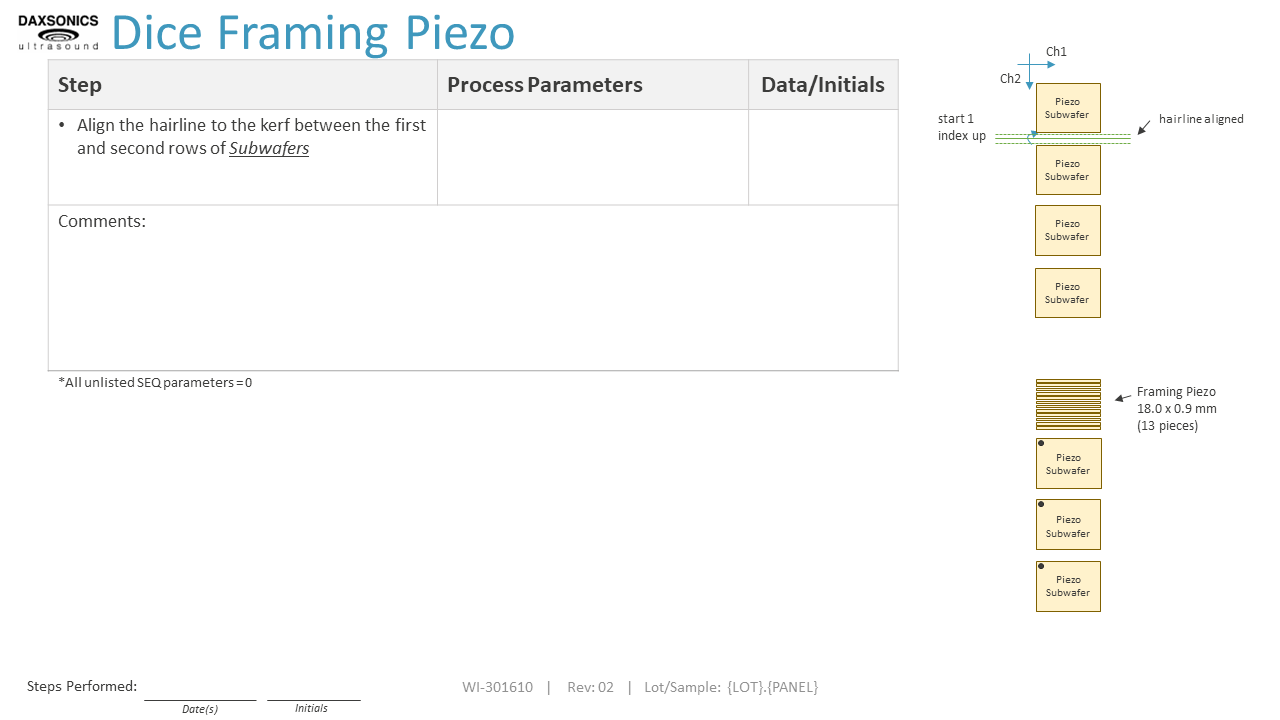 DAXSONICS
ultrasound
Dice Framing Piezo
Step
Process Parameters
Data/Initials
• Align the hairline to the kerf between the first
and second rows of Subwafers
Comments:
*All unlisted SEQ parameters = 0
Ch1
Ch2
Piezo
Subwafer
start 1
index up
hairline aligned
Piezo
Subwafer
Piezo
Subwafer
Piezo
Subwafer
Framing Piezo
18.0 x 0.9 mm
(13 pieces)
Piezo
Subwafer
Piezo
Subwafer
Piezo
Subwafer
Steps Performed:
Date(s)
Initials
WI-301610 | Rev: 02 | Lot/Sample: {LOT}.{PANEL}